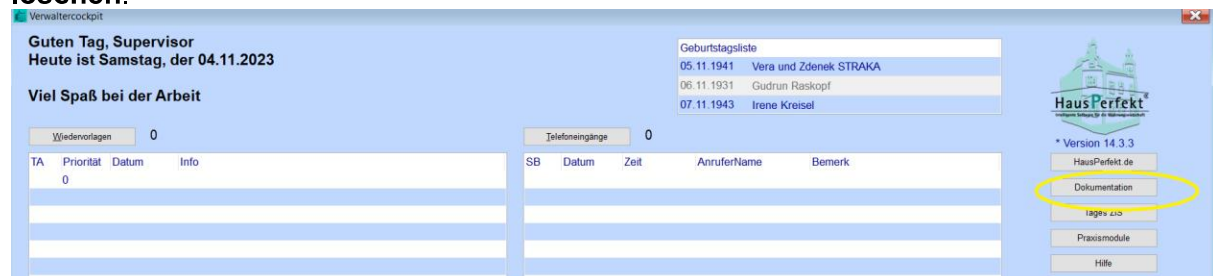 löschen.
Verwaltercockpit
Guten Tag, Supervisor
Heute ist Samstag, der 04.11.2023
Viel Spaß bei der Arbeit
Geburtstagsliste
05.11.1941 Vera und Zdenek STRAKA
06.11.1931 Gudrun Raskopf
07.11.1943 Irene Kreisel
HausPerfekt
* Version 14.3.3
Wiedervorlagen 0
Telefoneingänge 0
TA Priorität Datum Info
0
SB Datum Zeit AnruferName Bemerk
HausPerfekt.de
Dokumentation
Tages ZIS
Praxismodule
Hilfe